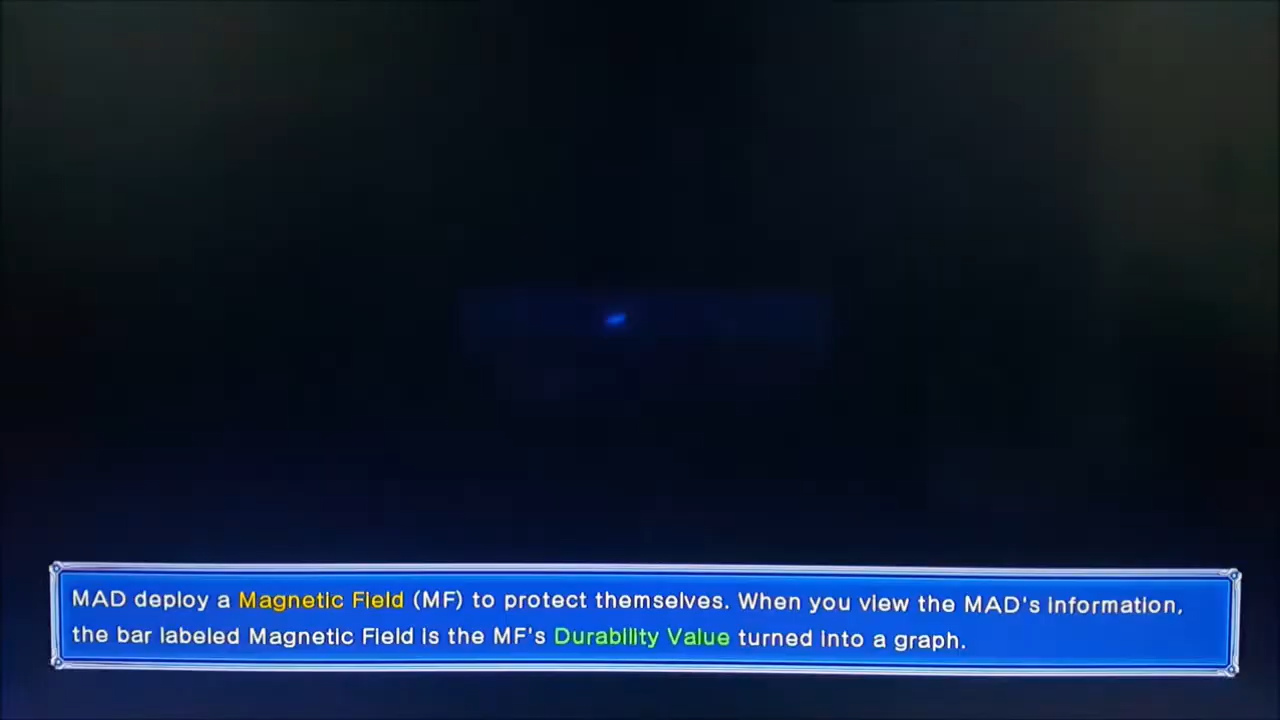 MAD deploy a Magnetic Field (MF) to protect themselves. When you view the MAD's information,
the bar labeled Magnetic Field is the MF's Durability Value turned into a graph.